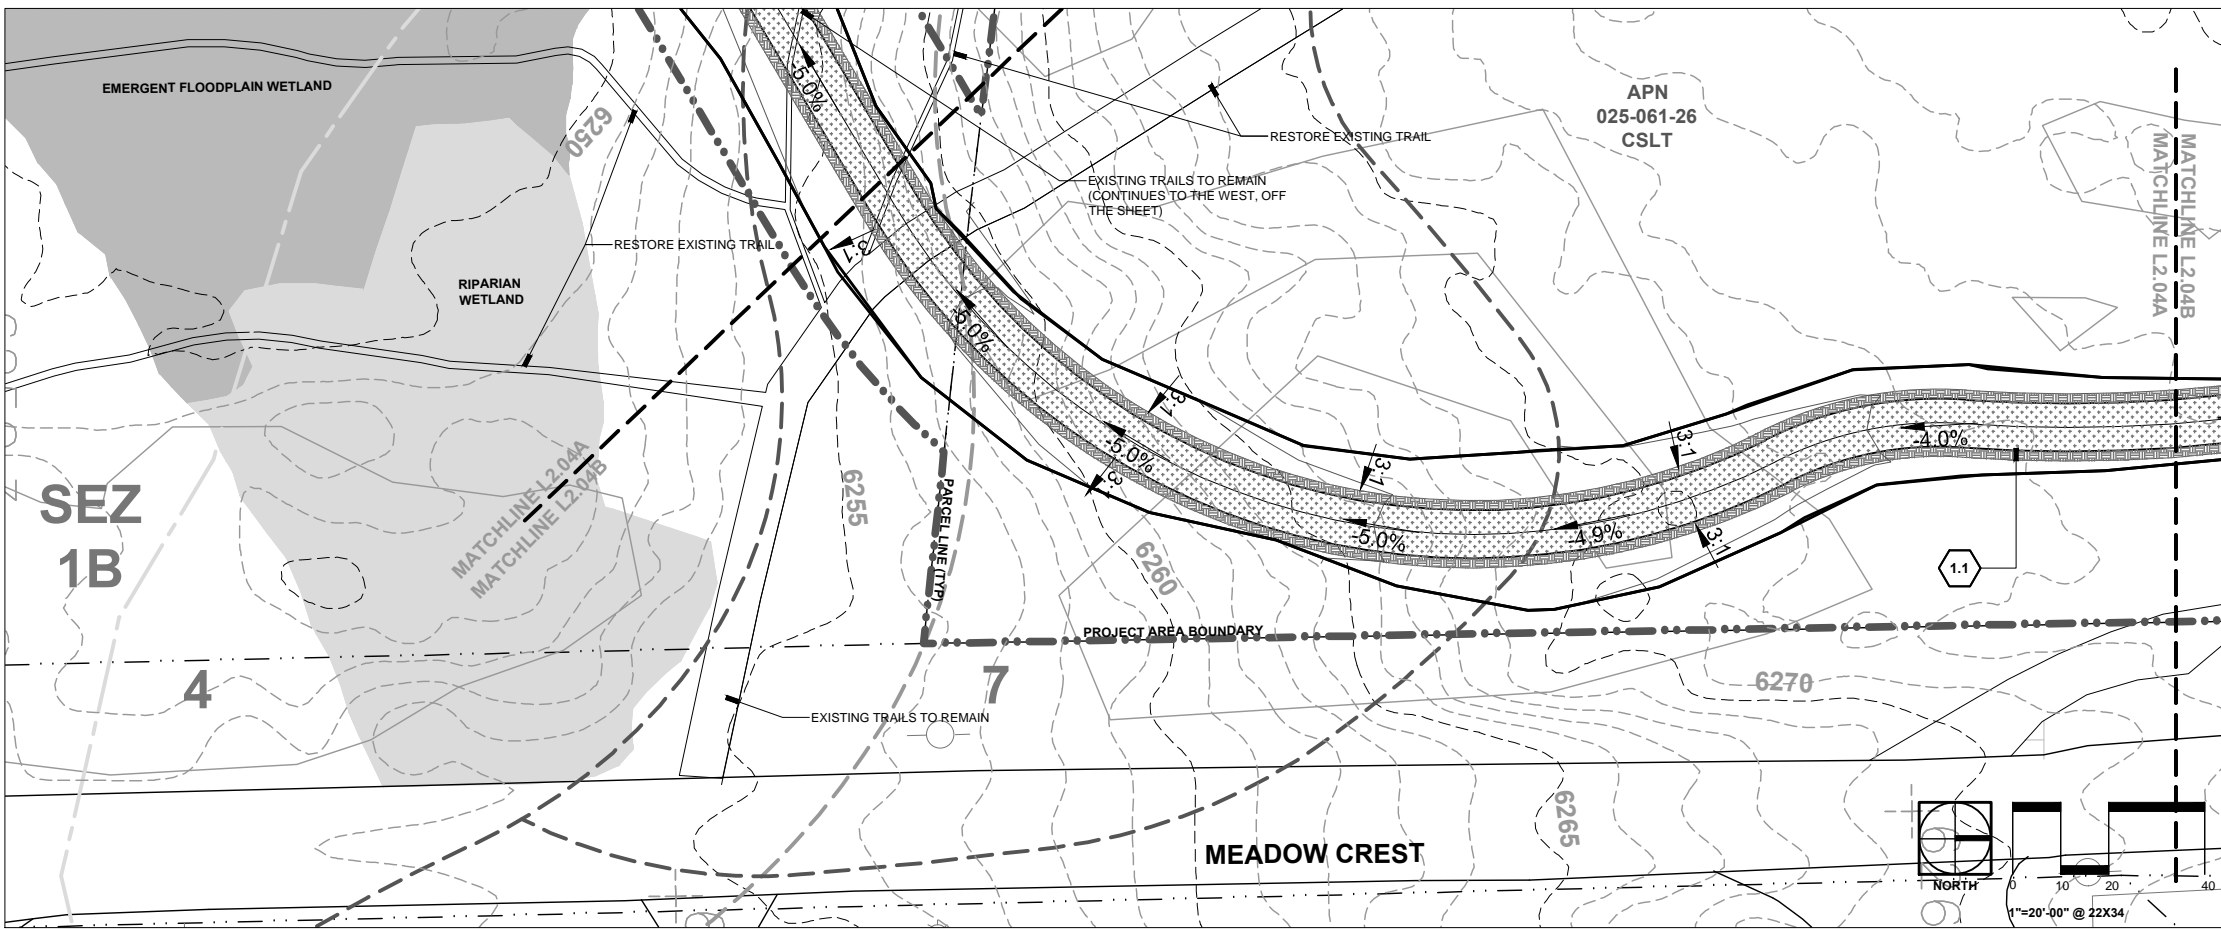 EMERGENT FLOODPLAIN WETLAND
6250
-5.0%
RESTORE EXISTING TRAIL
EXISTING TRAILS TO REMAIN
(CONTINUES TO THE WEST, OFF
THE SHEET)
APN
025-061-26
CSLT
MATCHLINE L2.04B
MATCHLINE L2.04A
RESTORE EXISTING TRAIL
RIPARIAN
WETLAND
6:1
-5.0%
3:1
-5.0%
3:1
3:1
-5.0%
3:1
-4.9%
3:1
-4.0%
1.1
SEZ
1B
MATCHLINE L2.04A
MATCHLINE L2.04B
6255
PARCEL LINE (TYP)
6260
PROJECT AREA BOUNDARY
4
7
6270
EXISTING TRAILS TO REMAIN
6265
MEADOW CREST
NORTH
0 10 20 40
1"=20'-00" @ 22X34